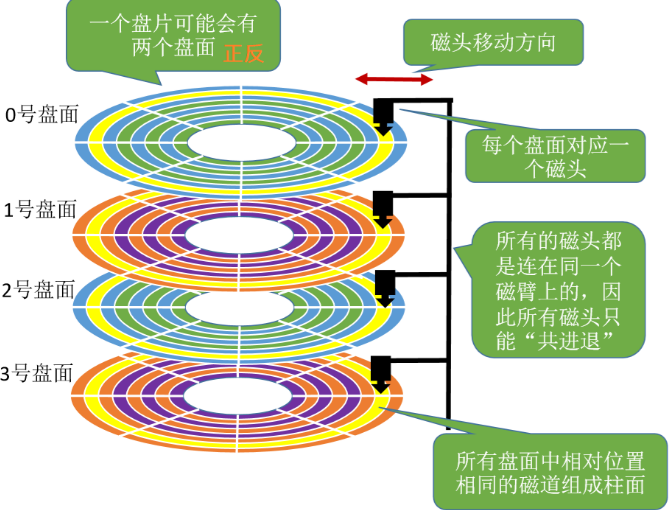 一个盘片可能会有
两个盘面 正反
磁头移动方向
0号盘面
每个盘面对应一
个磁头
1号盘面
所有的磁头都
是连在同一个
磁臂上的，因
此所有磁头只
能“共进退”
2号盘面
3号盘面
所有盘面中相对位置
相同的磁道组成柱面